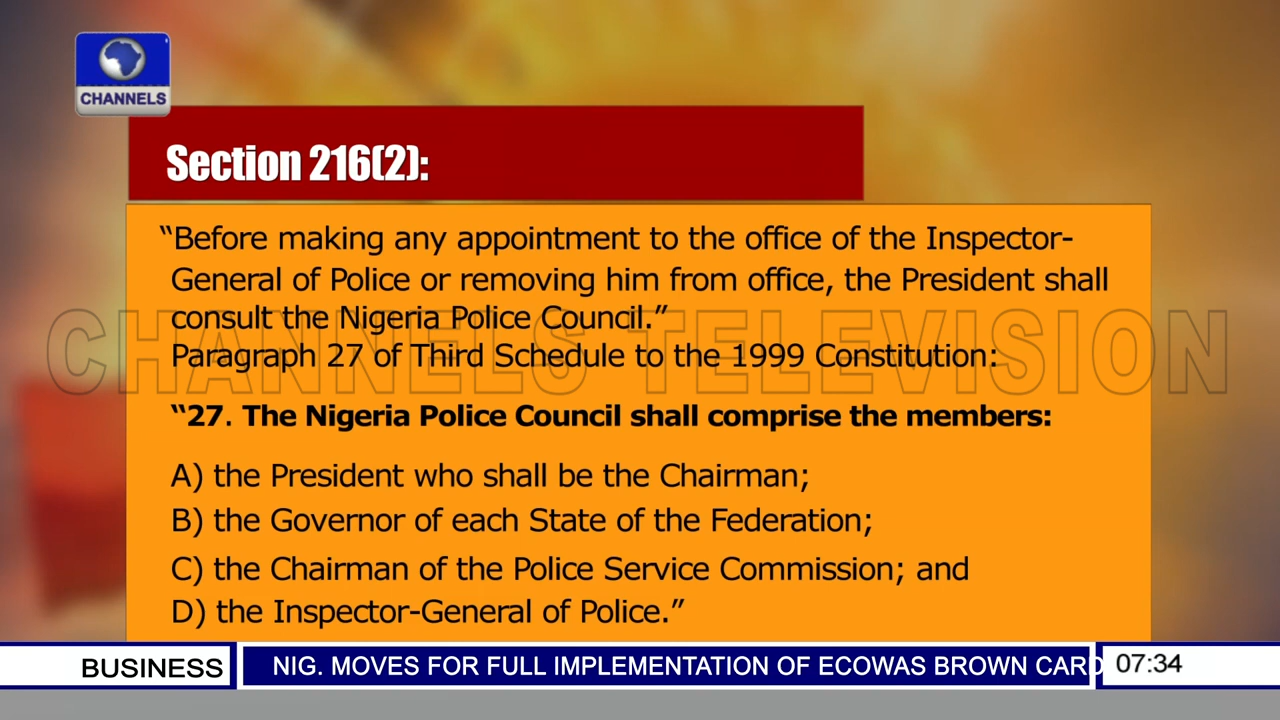 CHANNELS
Section 216(2):
“Before making any appointment to the office of the Inspector-
General of Police or removing him from office, the President shall
consult the Nigeria Police Council.”
CHANNELS TELEVISION
Paragraph 27 of Third Schedule to the 1999 Constitution:
“27. The Nigeria Police Council shall comprise the members:
A) the President who shall be the Chairman;
B) the Governor of each State of the Federation;
C) the Chairman of the Police Service Commission; and
D) the Inspector-General of Police.”
BUSINESS NIG. MOVES FOR FULL IMPLEMENTATION OF ECOWAS BROWN CARD 07:34